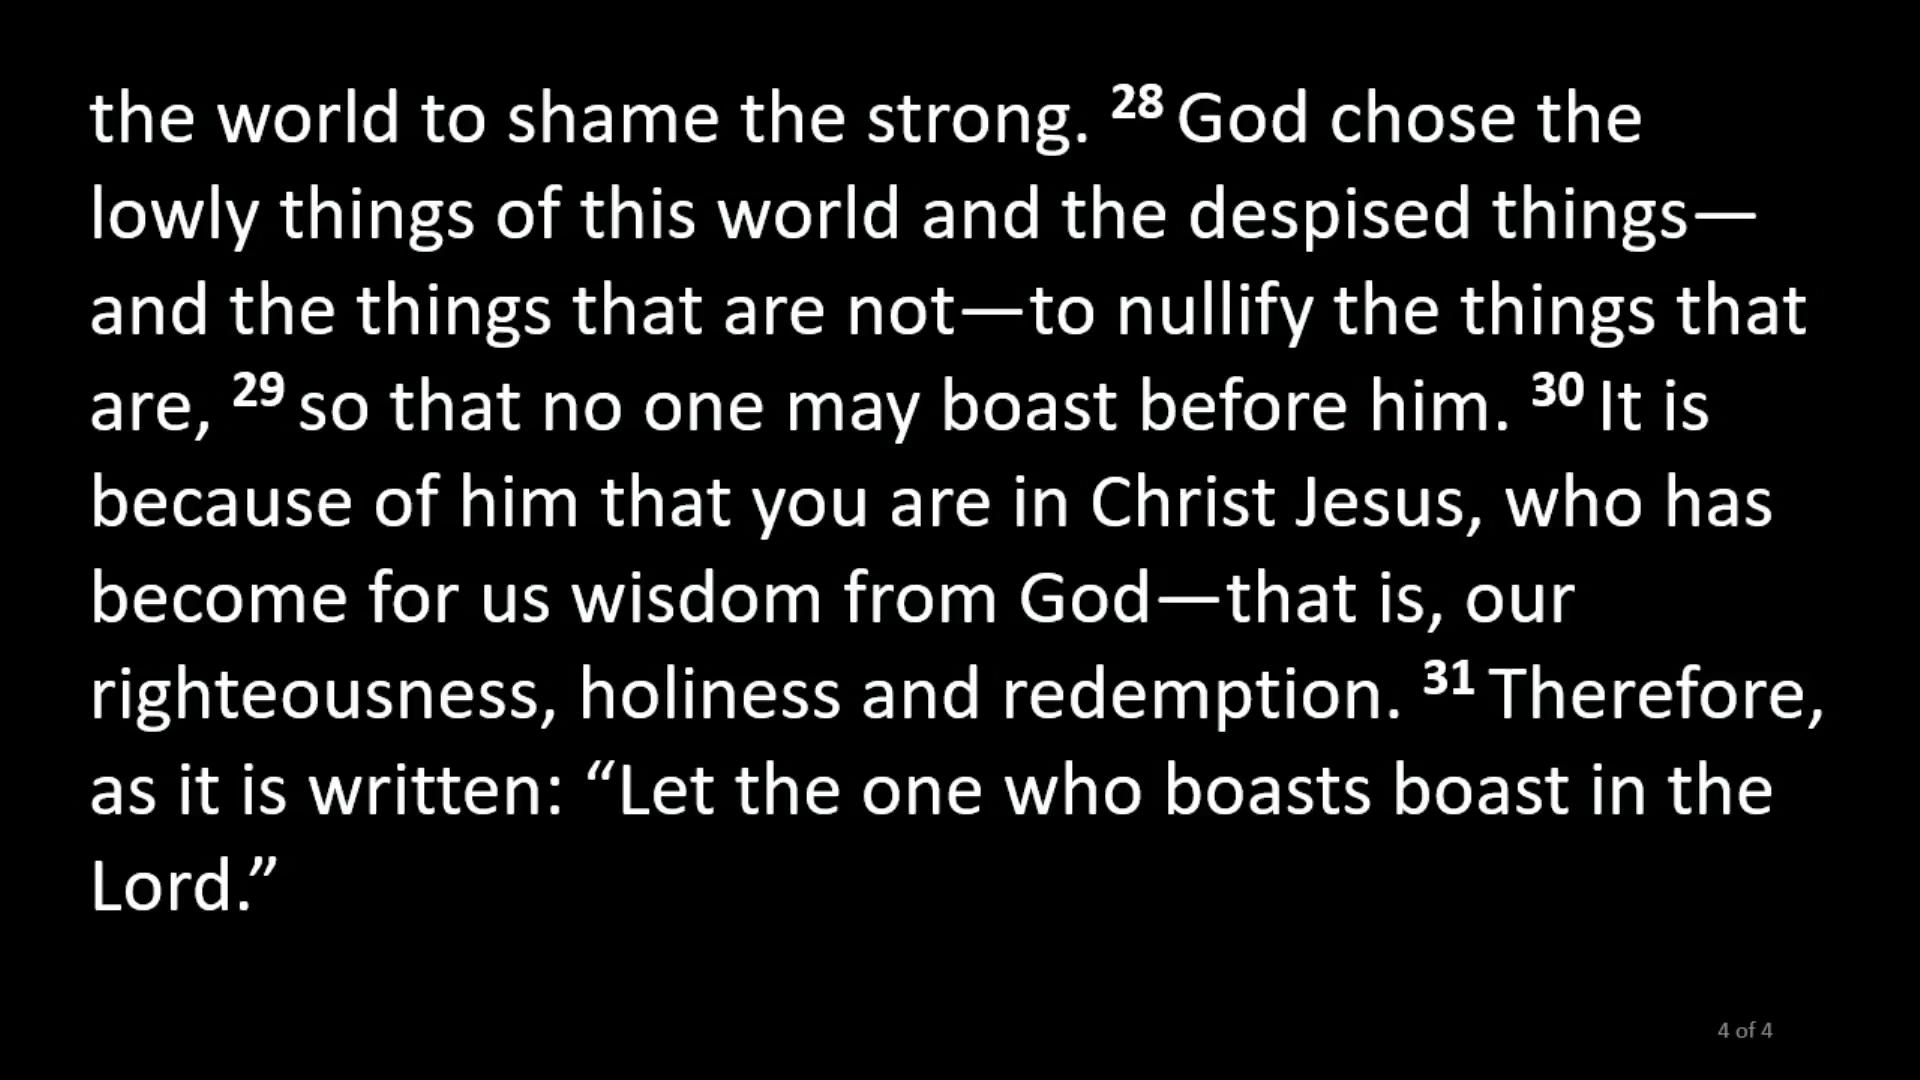 the world to shame the strong. 28 God chose the
lowly things of this world and the despised things—
and the things that are not—to nullify the things that
are, 29 so that no one may boast before him. 30 It is
because of him that you are in Christ Jesus, who has
become for us wisdom from God—that is, our
righteousness, holiness and redemption. 31 Therefore,
as it is written: “Let the one who boasts boast in the
Lord.”
4 of 4